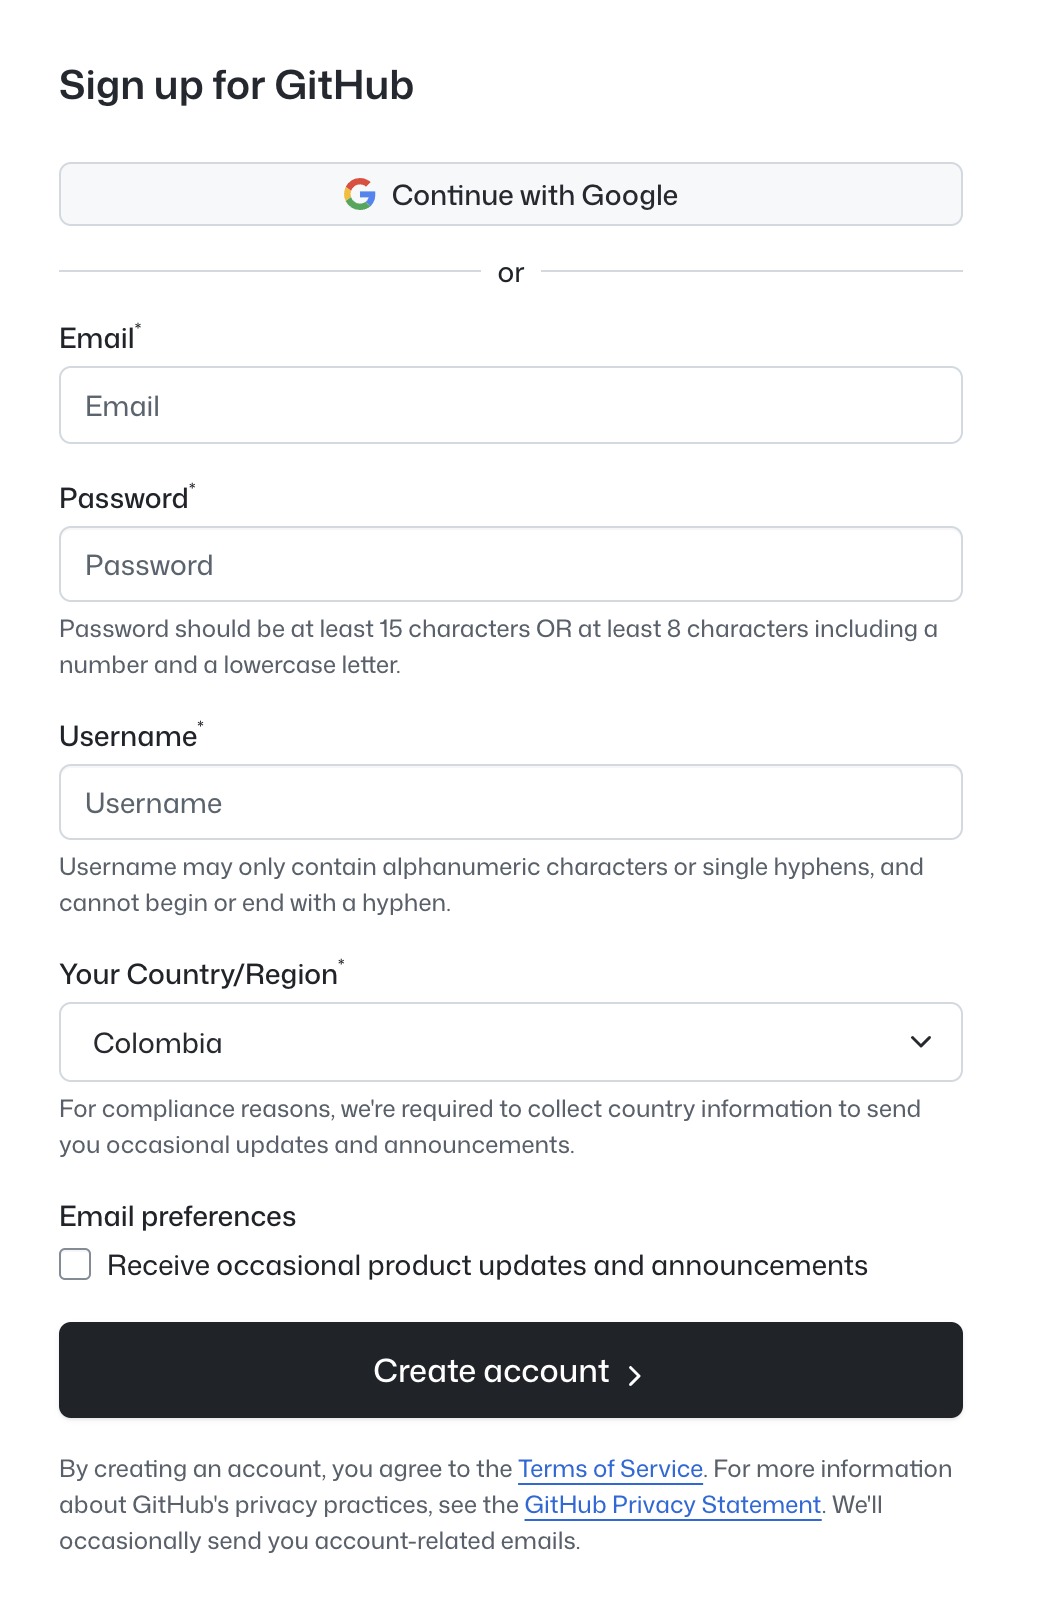 Sign up for GitHub
Continue with Google
or
Email*
Email
Password*
Password
Password should be at least 15 characters OR at least 8 characters including a
number and a lowercase letter.
Username*
Username
Username may only contain alphanumeric characters or single hyphens, and
cannot begin or end with a hyphen.
Your Country/Region*
Colombia
For compliance reasons, we're required to collect country information to send
you occasional updates and announcements.
Email preferences
Receive occasional product updates and announcements
Create account
By creating an account, you agree to the Terms of Service. For more information
about GitHub's privacy practices, see the GitHub Privacy Statement. We'll
occasionally send you account-related emails.